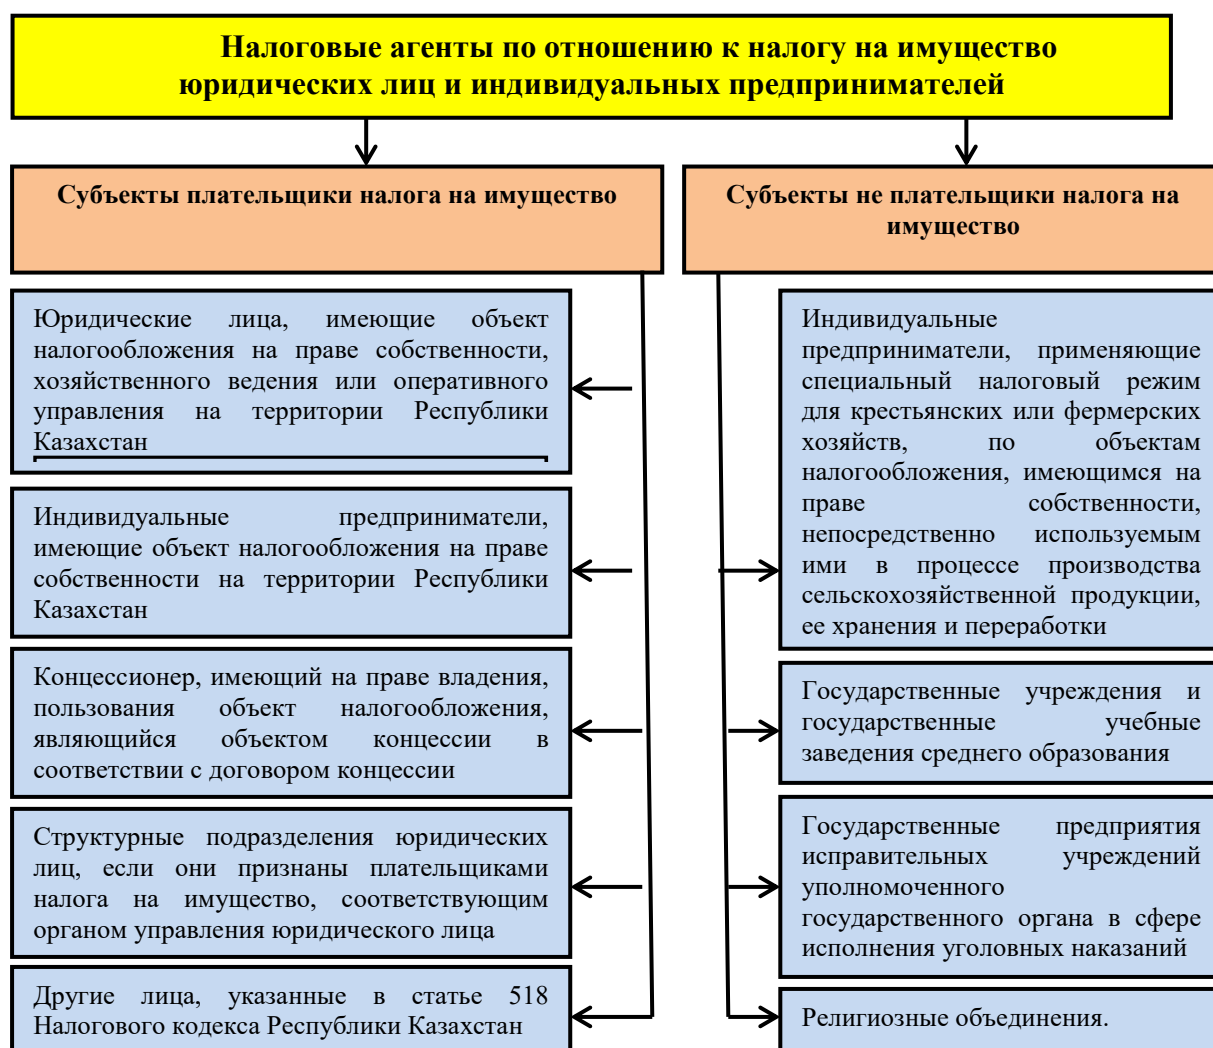 Налоговые агенты по отношению к налогу на имущество
юридических лиц и индивидуальных предпринимателей
Субъекты плательщики налога на имущество
Субъекты не плательщики налога на
имущество
Юридические лица, имеющие объект
налогообложения на праве собственности,
хозяйственного ведения или оперативного
управления на территории Республики
Казахстан
Индивидуальные предприниматели,
имеющие объект налогообложения на праве
собственности на территории Республики
Казахстан
Концессионер, имеющий на праве владения,
пользования объект налогообложения,
являющийся объектом концессии в
соответствии с договором концессии
Структурные подразделения юридических
лиц, если они признаны плательщиками
налога на имущество, соответствующим
органом управления юридического лица
Другие лица, указанные в статье 518
Налогового кодекса Республики Казахстан
Индивидуальные
предприниматели, применяющие
специальный налоговый режим
для крестьянских или фермерских
хозяйств, по объектам
налогообложения, имеющимся на
праве собственности,
непосредственно используемым
ими в процессе производства
сельскохозяйственной продукции,
ее хранения и переработки
Государственные учреждения и
государственные учебные
заведения среднего образования
Государственные предприятия
исправительных учреждений
уполномоченного
государственного органа в сфере
исполнения уголовных наказаний
Религиозные объединения.